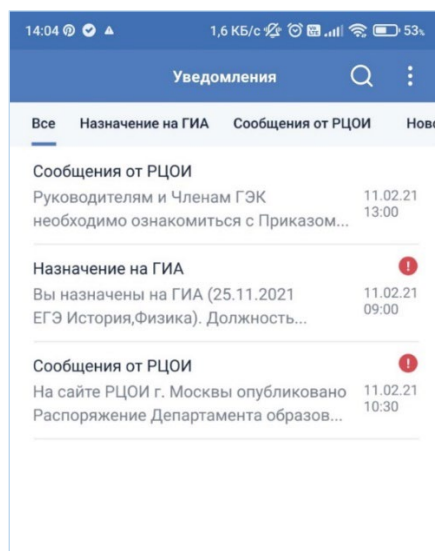 14:04 1,6 КБ/с 53%
Уведомления
Все Назначение на ГИА Сообщения от РЦОИ Ново
Сообщения от РЦОИ
Руководителям и Членам ГЭК 11.02.21
необходимо ознакомиться с Приказом... 13:00
Назначение на ГИА
Вы назначены на ГИА (25.11.2021 11.02.21
ЕГЭ История,Физика). Должность... 09:00
Сообщения от РЦОИ
На сайте РЦОИ г. Москвы опубликовано 11.02.21
Распоряжение Департамента образов... 10:30